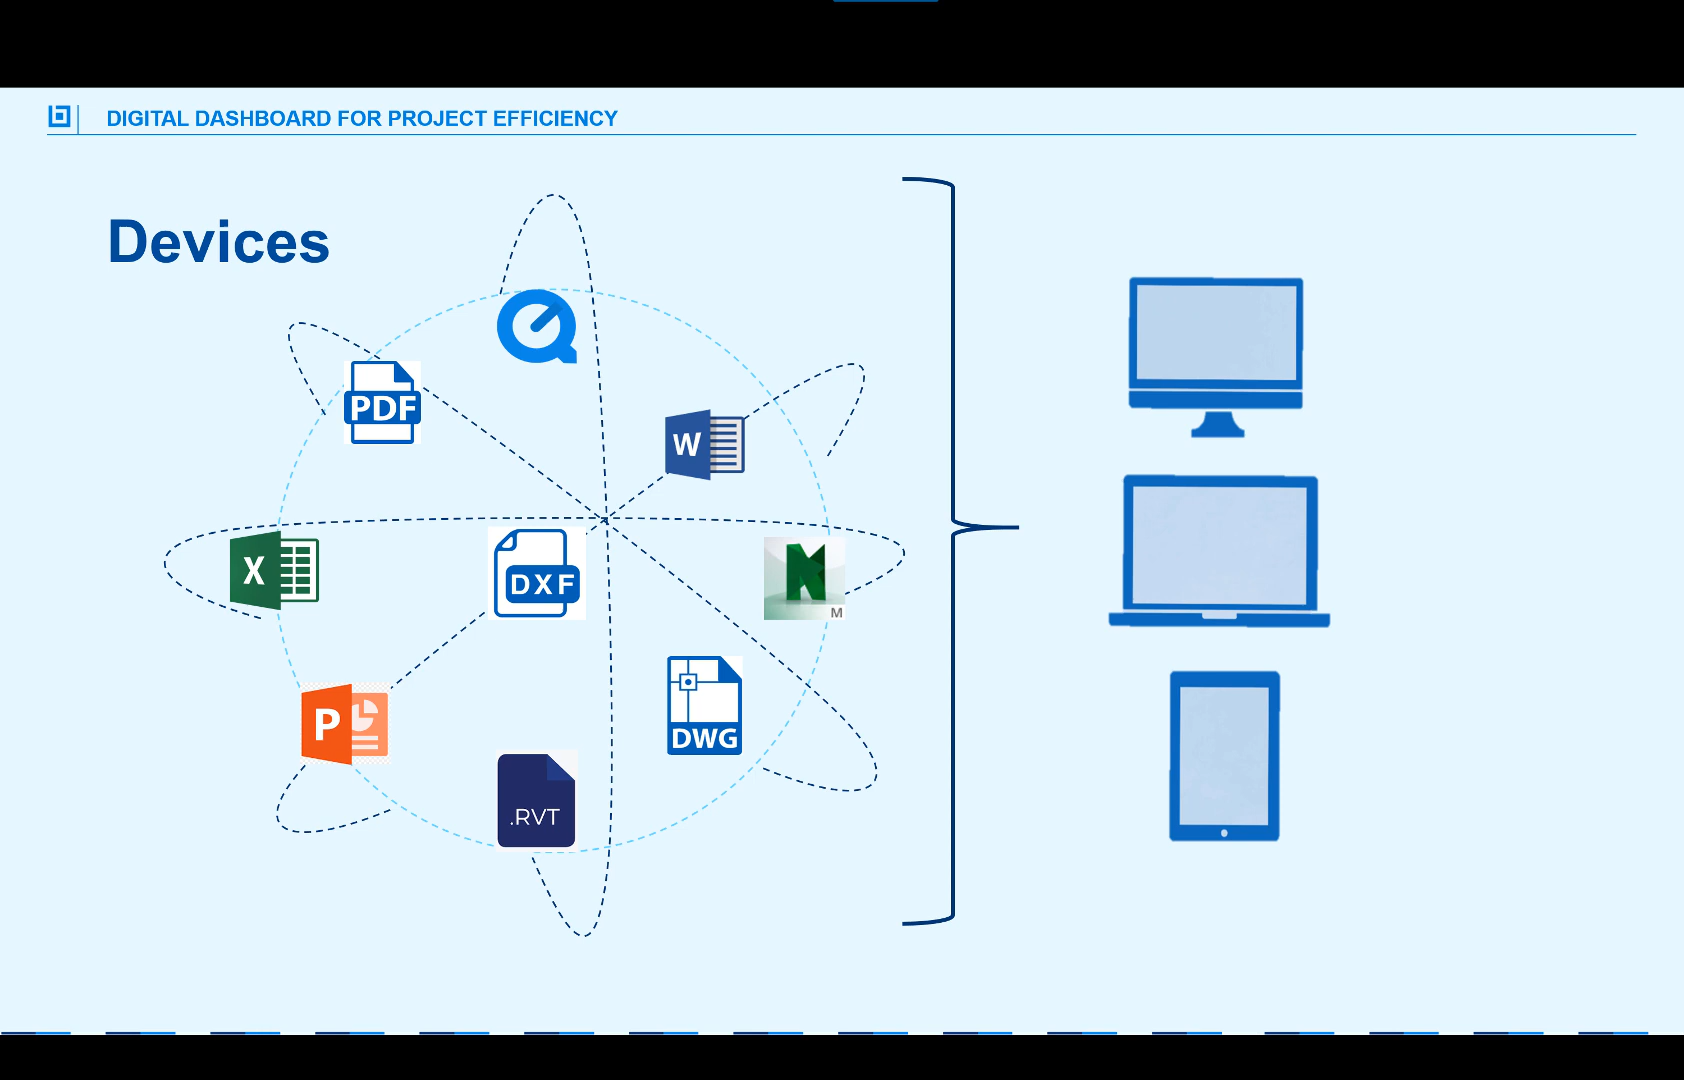 DIGITAL DASHBOARD FOR PROJECT EFFICIENCY
Devices
PDF
W
X
DXF
N
M
P
DWG
.RVT